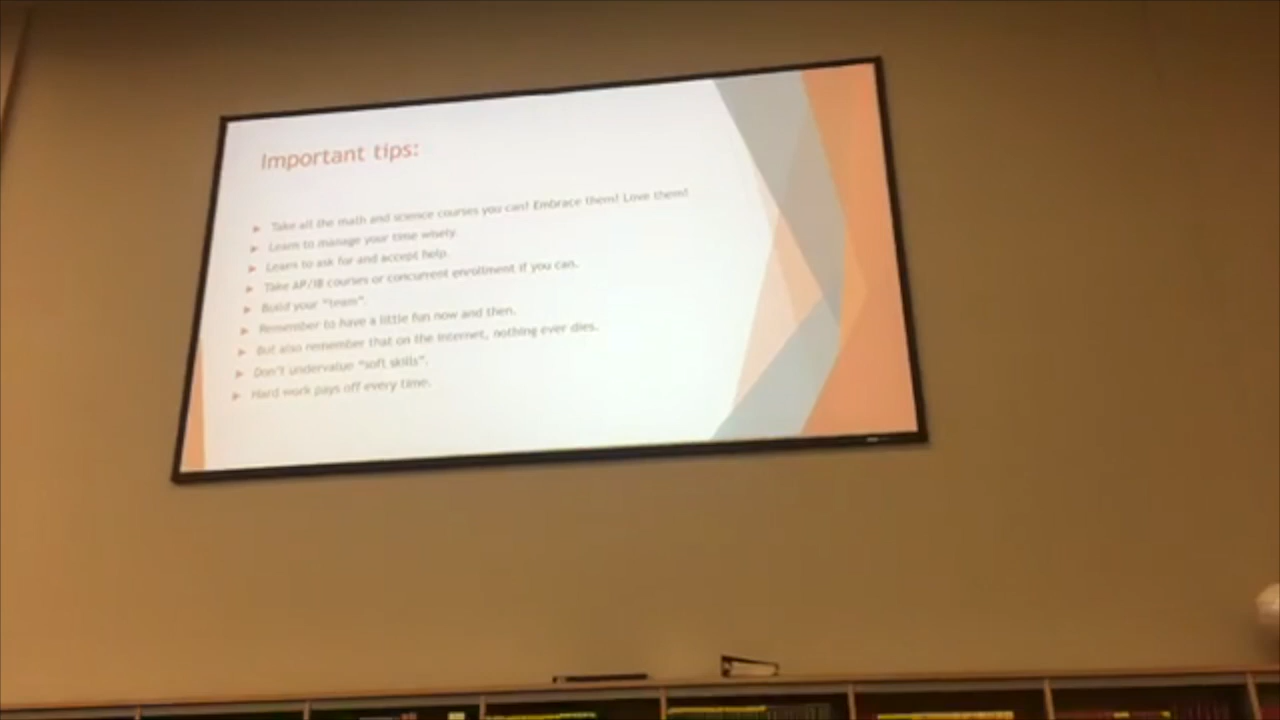 Important tips:
Take all the math and science courses you can! Embrace them! Love them!
Learn to manage your time wisely.
Learn to ask for and accept help.
Take AP/IB courses or concurrent enrollment if you can.
Build your "team".
Remember to have a little fun now and then.
But also remember that on the Internet, nothing ever dies.
Don't undervalue "soft skills".
Hard work pays off every time.